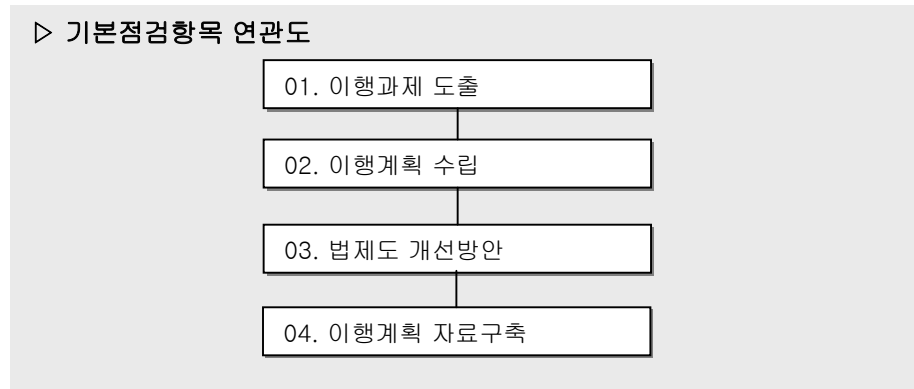 ▷ 기본점검항목 연관도
01. 이행과제 도출
02. 이행계획 수립
03. 법제도 개선방안
04. 이행계획 자료구축